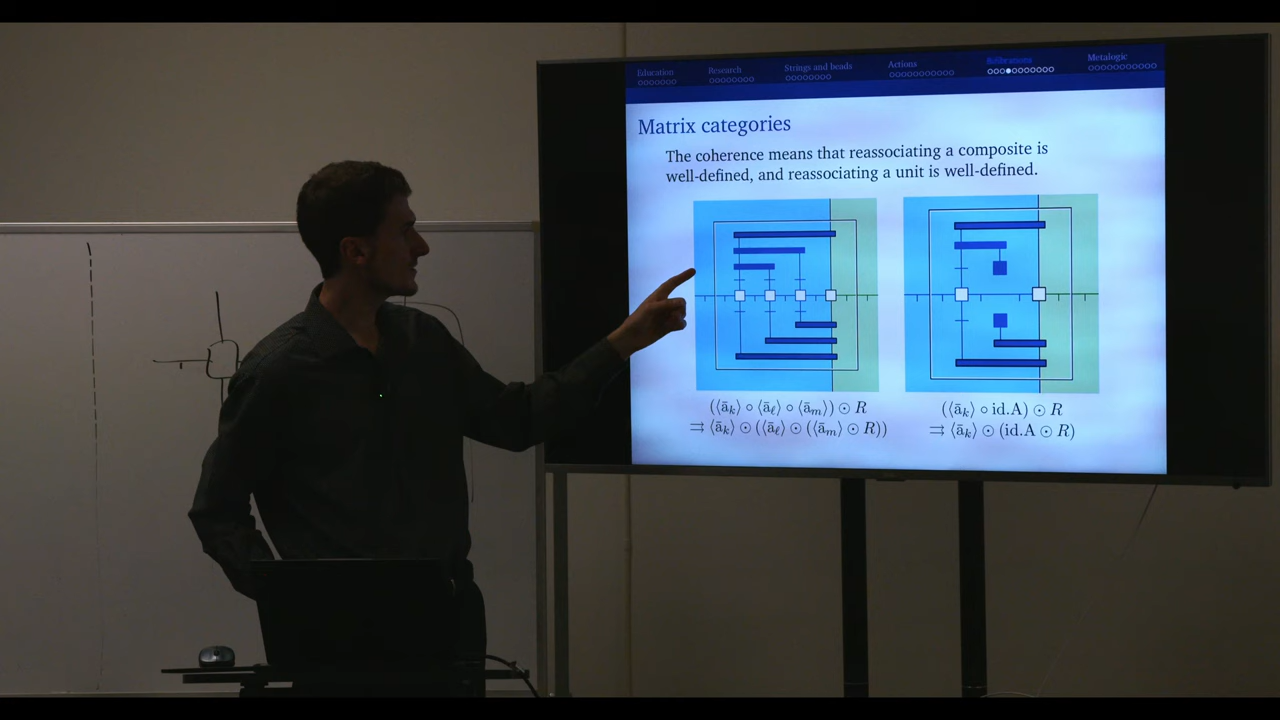 Education Research Strings and beads Actions Relibrations Metalogic
Matrix categories
The coherence means that reassociating a composite is
well-defined, and reassociating a unit is well-defined.
(⟨ā_k⟩ ∘ ⟨ā_ℓ⟩ ∘ ⟨ā_m⟩) ⊙ R
⇉ ⟨ā_k⟩ ⊙ (⟨ā_ℓ⟩ ⊙ (⟨ā_m⟩ ⊙ R))
(⟨ā_k⟩ ∘ id.A) ⊙ R
⇉ ⟨ā_k⟩ ⊙ (id.A ⊙ R)